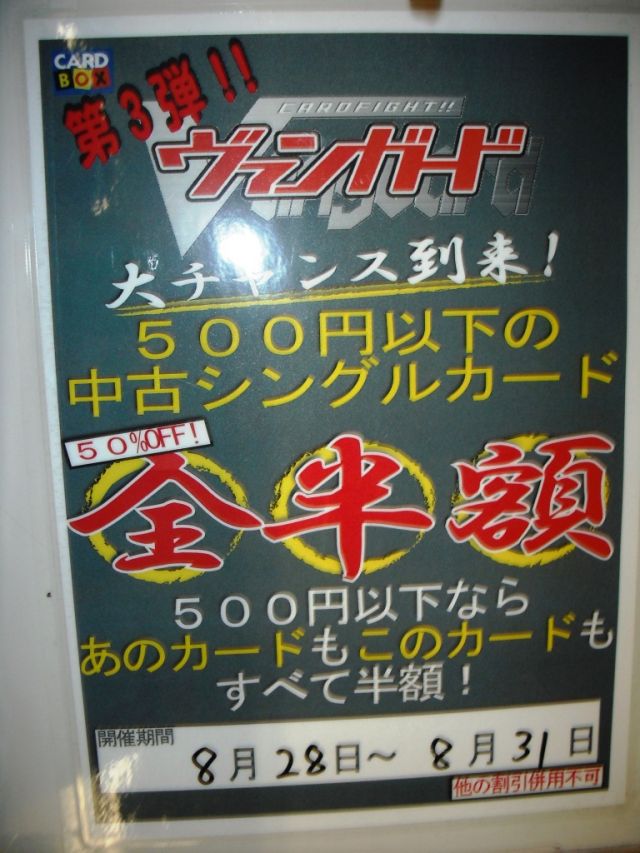 CARD
BOX
第3弾!!
CARDFIGHT!!
ヴァンガード
大チャンス到来!
500円以下の
中古シングルカード
50%OFF!
全半額
500円以下なら
あのカードもこのカードも
すべて半額!
開催期間
8月28日～8月31日
他の割引併用不可